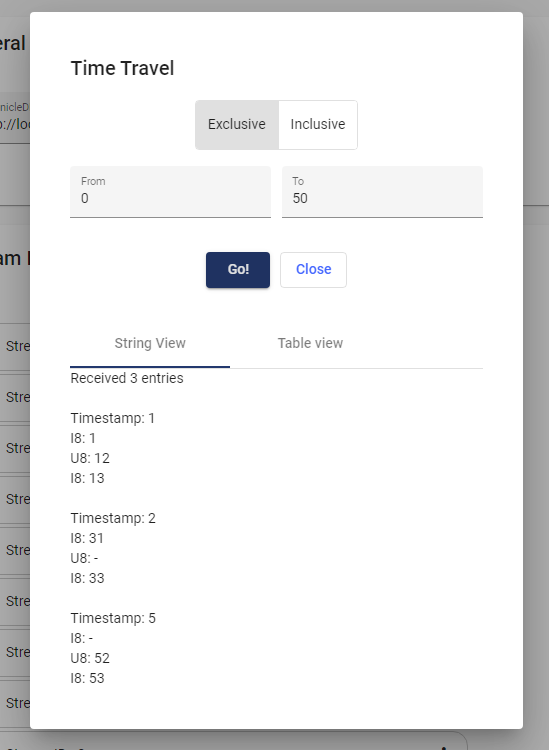 eral
Time Travel
nicleD
Exclusive Inclusive
p://loc
From To
0 50
am
Go! Close
Stre
String View Table view
Received 3 entries
Stre
Timestamp: 1
I8: 1
Stre
U8: 12
I8: 13
Stre
Timestamp: 2
I8: 31
Stre
U8: -
I8: 33
Stre
Timestamp: 5
I8: -
Stre
U8: 52
I8: 53
Stre